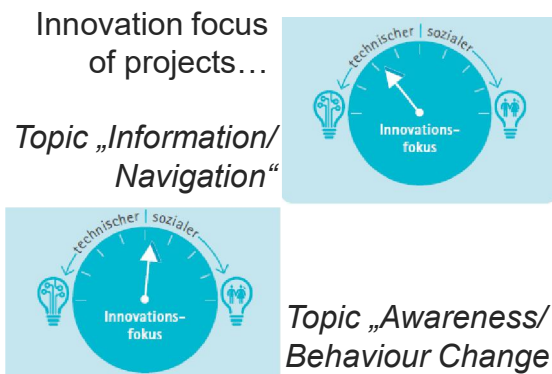 Innovation focus
of projects…
technischer | sozialer
Innovations-
fokus
Topic „Information/
Navigation“
technischer | sozialer
Innovations-
fokus
Topic „Awareness/
Behaviour Change